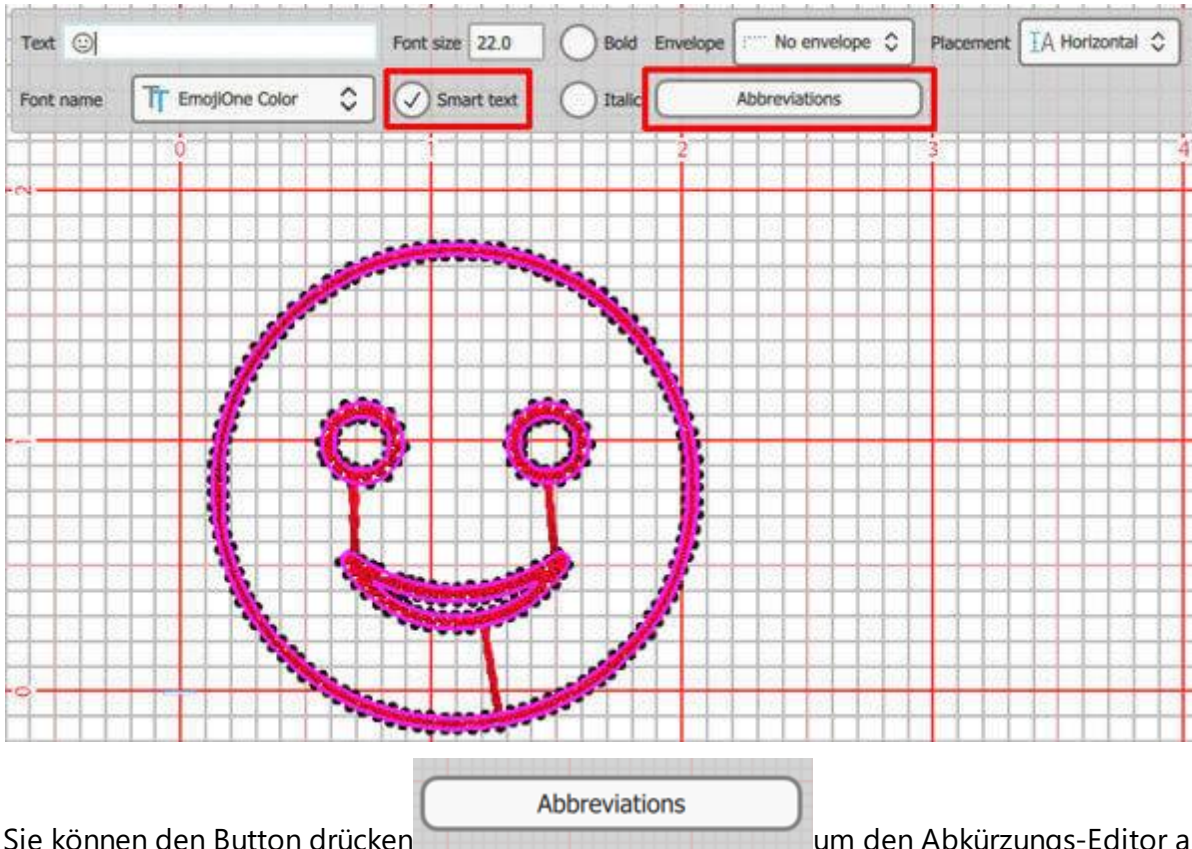 Text ☺ Font size 22.0 Bold Envelope No envelope Placement Horizontal
Font name EmojiOne Color Smart text Italic Abbreviations
0 1 2 3 4
2
1
0
Abbreviations
Sie können den Button drücken um den Abkürzungs-Editor a